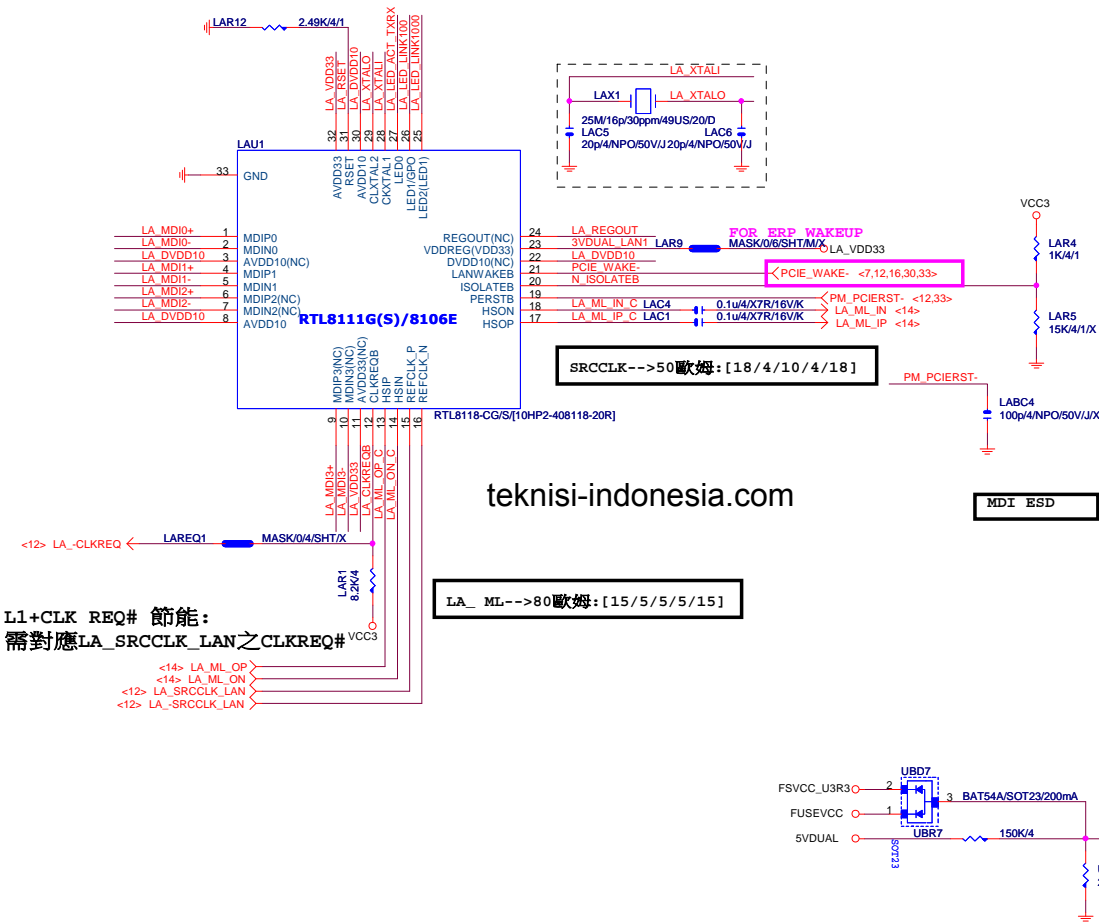 LAR12 2.49K/4/1
LA_VDD33
LA_RSET
LA_DVDD10
LA_XTALO
LA_XTALI
LA_LED_ACT_TXRX
LA_LED_LINK100
LA_LED_LINK1000
32 31 30 29 28 27 26 25
LAU1
AVDD33
RSET
AVDD10
CLXTAL2
CKXTAL1
LED0
LED1/GPO
LED2(LED1)
33 GND
LA_XTALI
LAX1 LA_XTALO
25M/16p/30ppm/49US/20/D
LAC5 LAC6
20p/4/NPO/50V/J 20p/4/NPO/50V/J
LA_MDI0+ 1 MDIP0
LA_MDI0- 2 MDIN0
LA_DVDD10 3 AVDD10(NC)
LA_MDI1+ 4 MDIP1
LA_MDI1- 5 MDIN1
LA_MDI2+ 6 MDIP2(NC)
LA_MDI2- 7 MDIN2(NC)
LA_DVDD10 8 AVDD10
RTL8111G(S)/8106E
FOR ERP WAKEUP
REGOUT(NC) 24 LA_REGOUT
VDDREG(VDD33) 23 3VDUAL_LAN1 LAR9 MASK/0/6/SHT/M/X LA_VDD33
DVDD10(NC) 22 LA_DVDD10
LANWAKEB 21 PCIE_WAKE- PCIE_WAKE- <7,12,16,30,33>
ISOLATEB 20 N_ISOLATEB
PERSTB 19 PM_PCIERST- <12,33>
HSON 18 LA_ML_IN_C LAC4 0.1u/4/X7R/16V/K LA_ML_IN <14>
HSOP 17 LA_ML_IP_C LAC1 0.1u/4/X7R/16V/K LA_ML_IP <14>
VCC3
LAR4
1K/4/1
LAR5
15K/4/1/X
MDIP3(NC)
MDIN3(NC)
AVDD33(NC)
CLKREQB
HSIP
HSIN
REFCLK_P
REFCLK_N
9 10 11 12 13 14 15 16
RTL8118-CG/S/[10HP2-408118-20R]
SRCCLK-->50歐姆:[18/4/10/4/18]
PM_PCIERST-
LABC4
100p/4/NPO/50V/J/X
LA_MDI3+
LA_MDI3-
LA_VDD33
LA_CLKREQB
LA_ML_OP_C
LA_ML_ON_C
teknisi-indonesia.com
MDI ESD
<12> LA_-CLKREQ LAREQ1 MASK/0/4/SHT/X
LAR1
8.2K/4
VCC3
LA_ ML-->80歐姆:[15/5/5/5/15]
L1+CLK REQ# 節能:
需對應LA_SRCCLK_LAN之CLKREQ#
<14> LA_ML_OP
<14> LA_ML_ON
<12> LA_SRCCLK_LAN
<12> LA_-SRCCLK_LAN
UBD7
FSVCC_U3R3 2
FUSEVCC 1
3 BAT54A/SOT23/200mA
5VDUAL UBR7 150K/4
SOT23